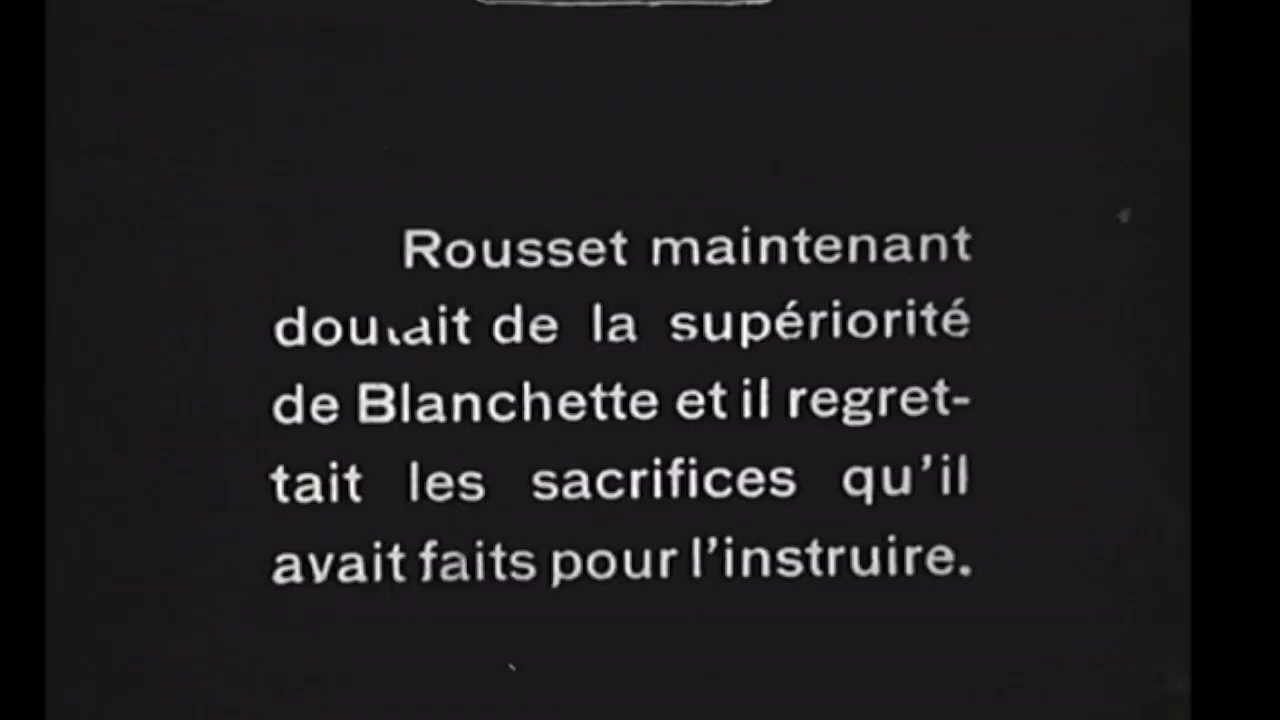 Rousset maintenant
doutait de la supériorité
de Blanchette et il regret-
tait les sacrifices qu'il
avait faits pour l'instruire.